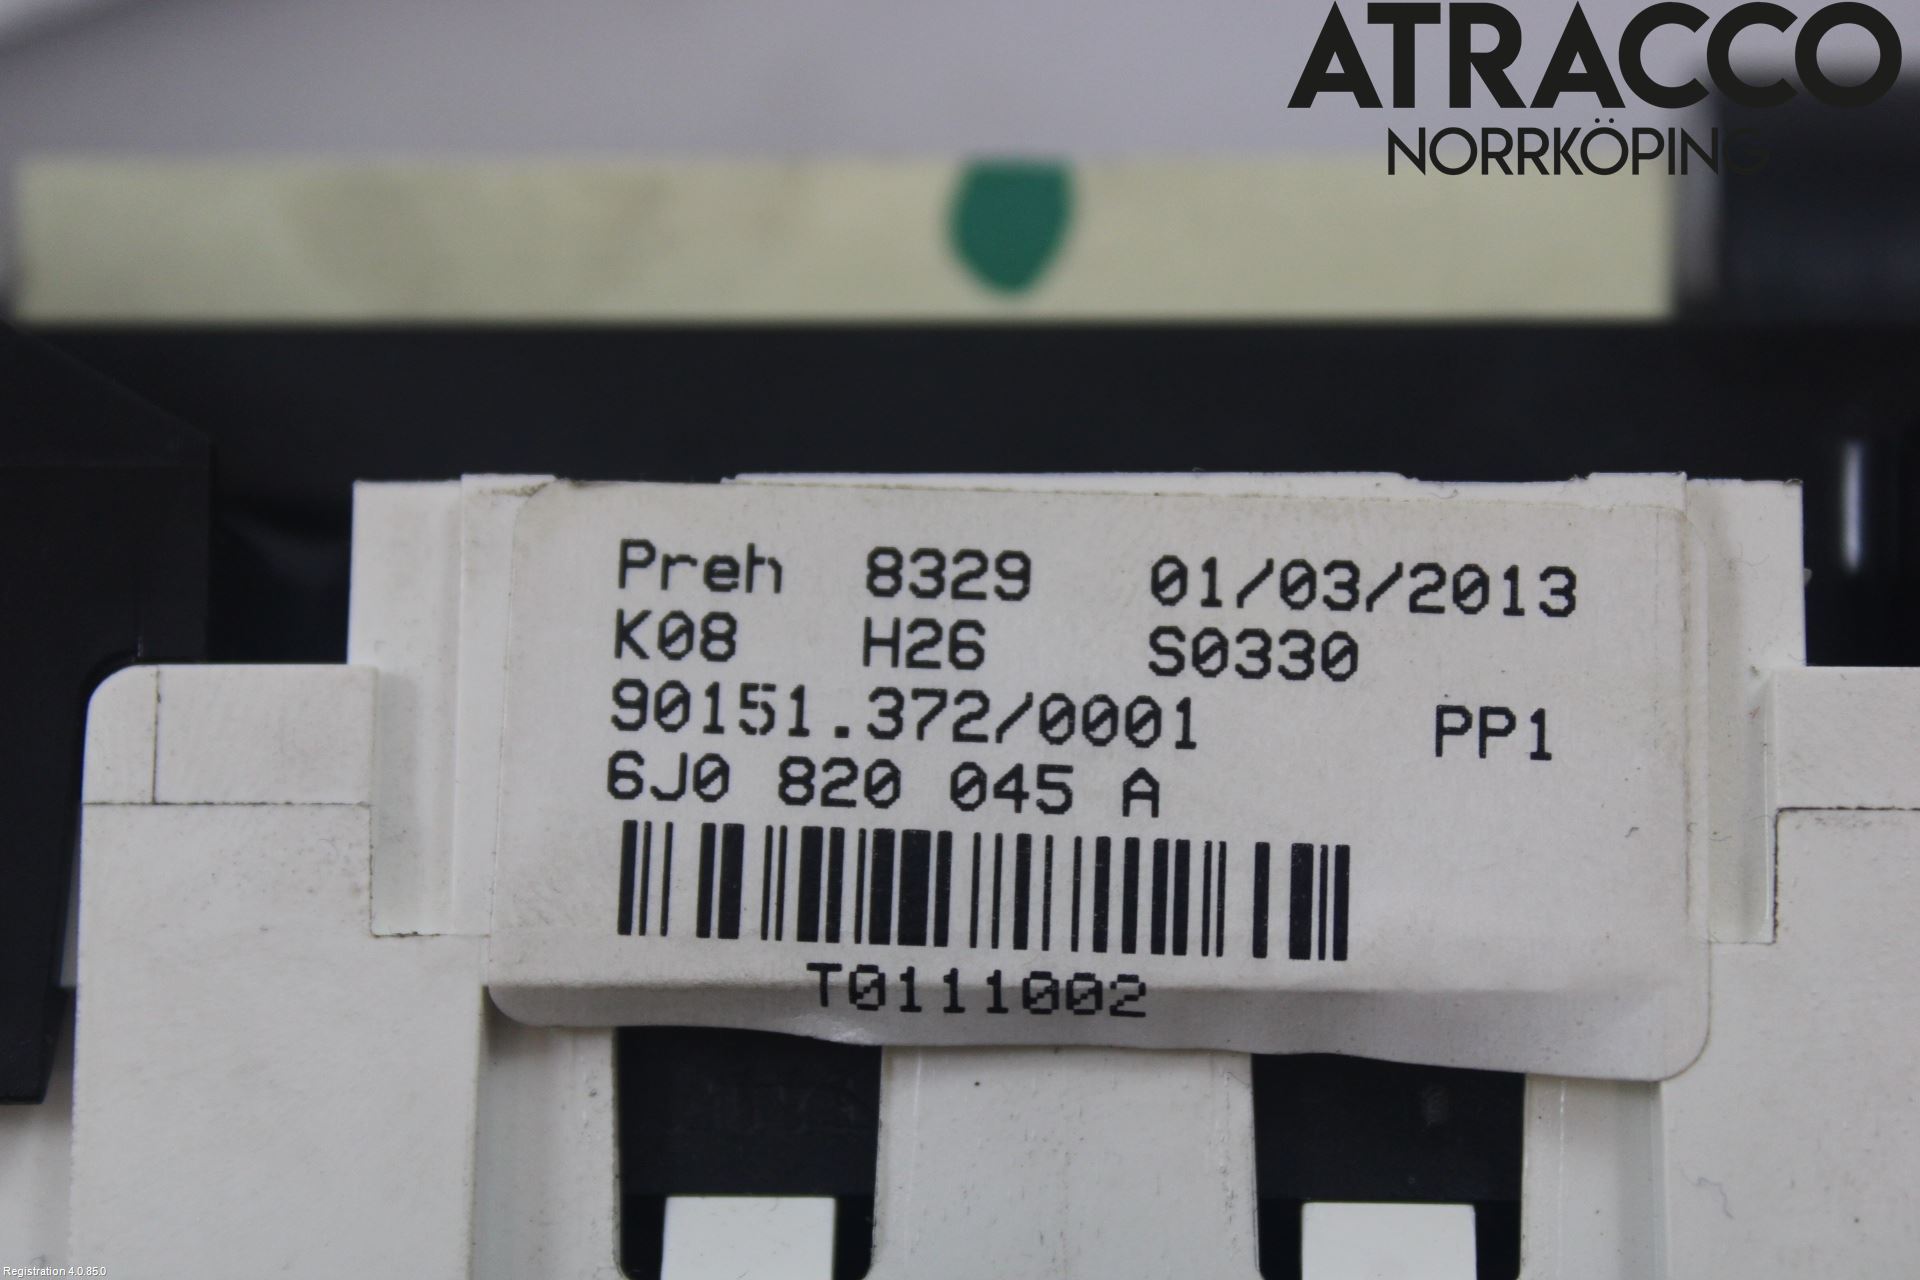 ATRACCO
NORRKÖPING
Preh 8329 01/03/2013
K08 H26 S0330
90151.372/0001 PP1
6J0 820 045 A
T0111002
Registration 4.0.85.0